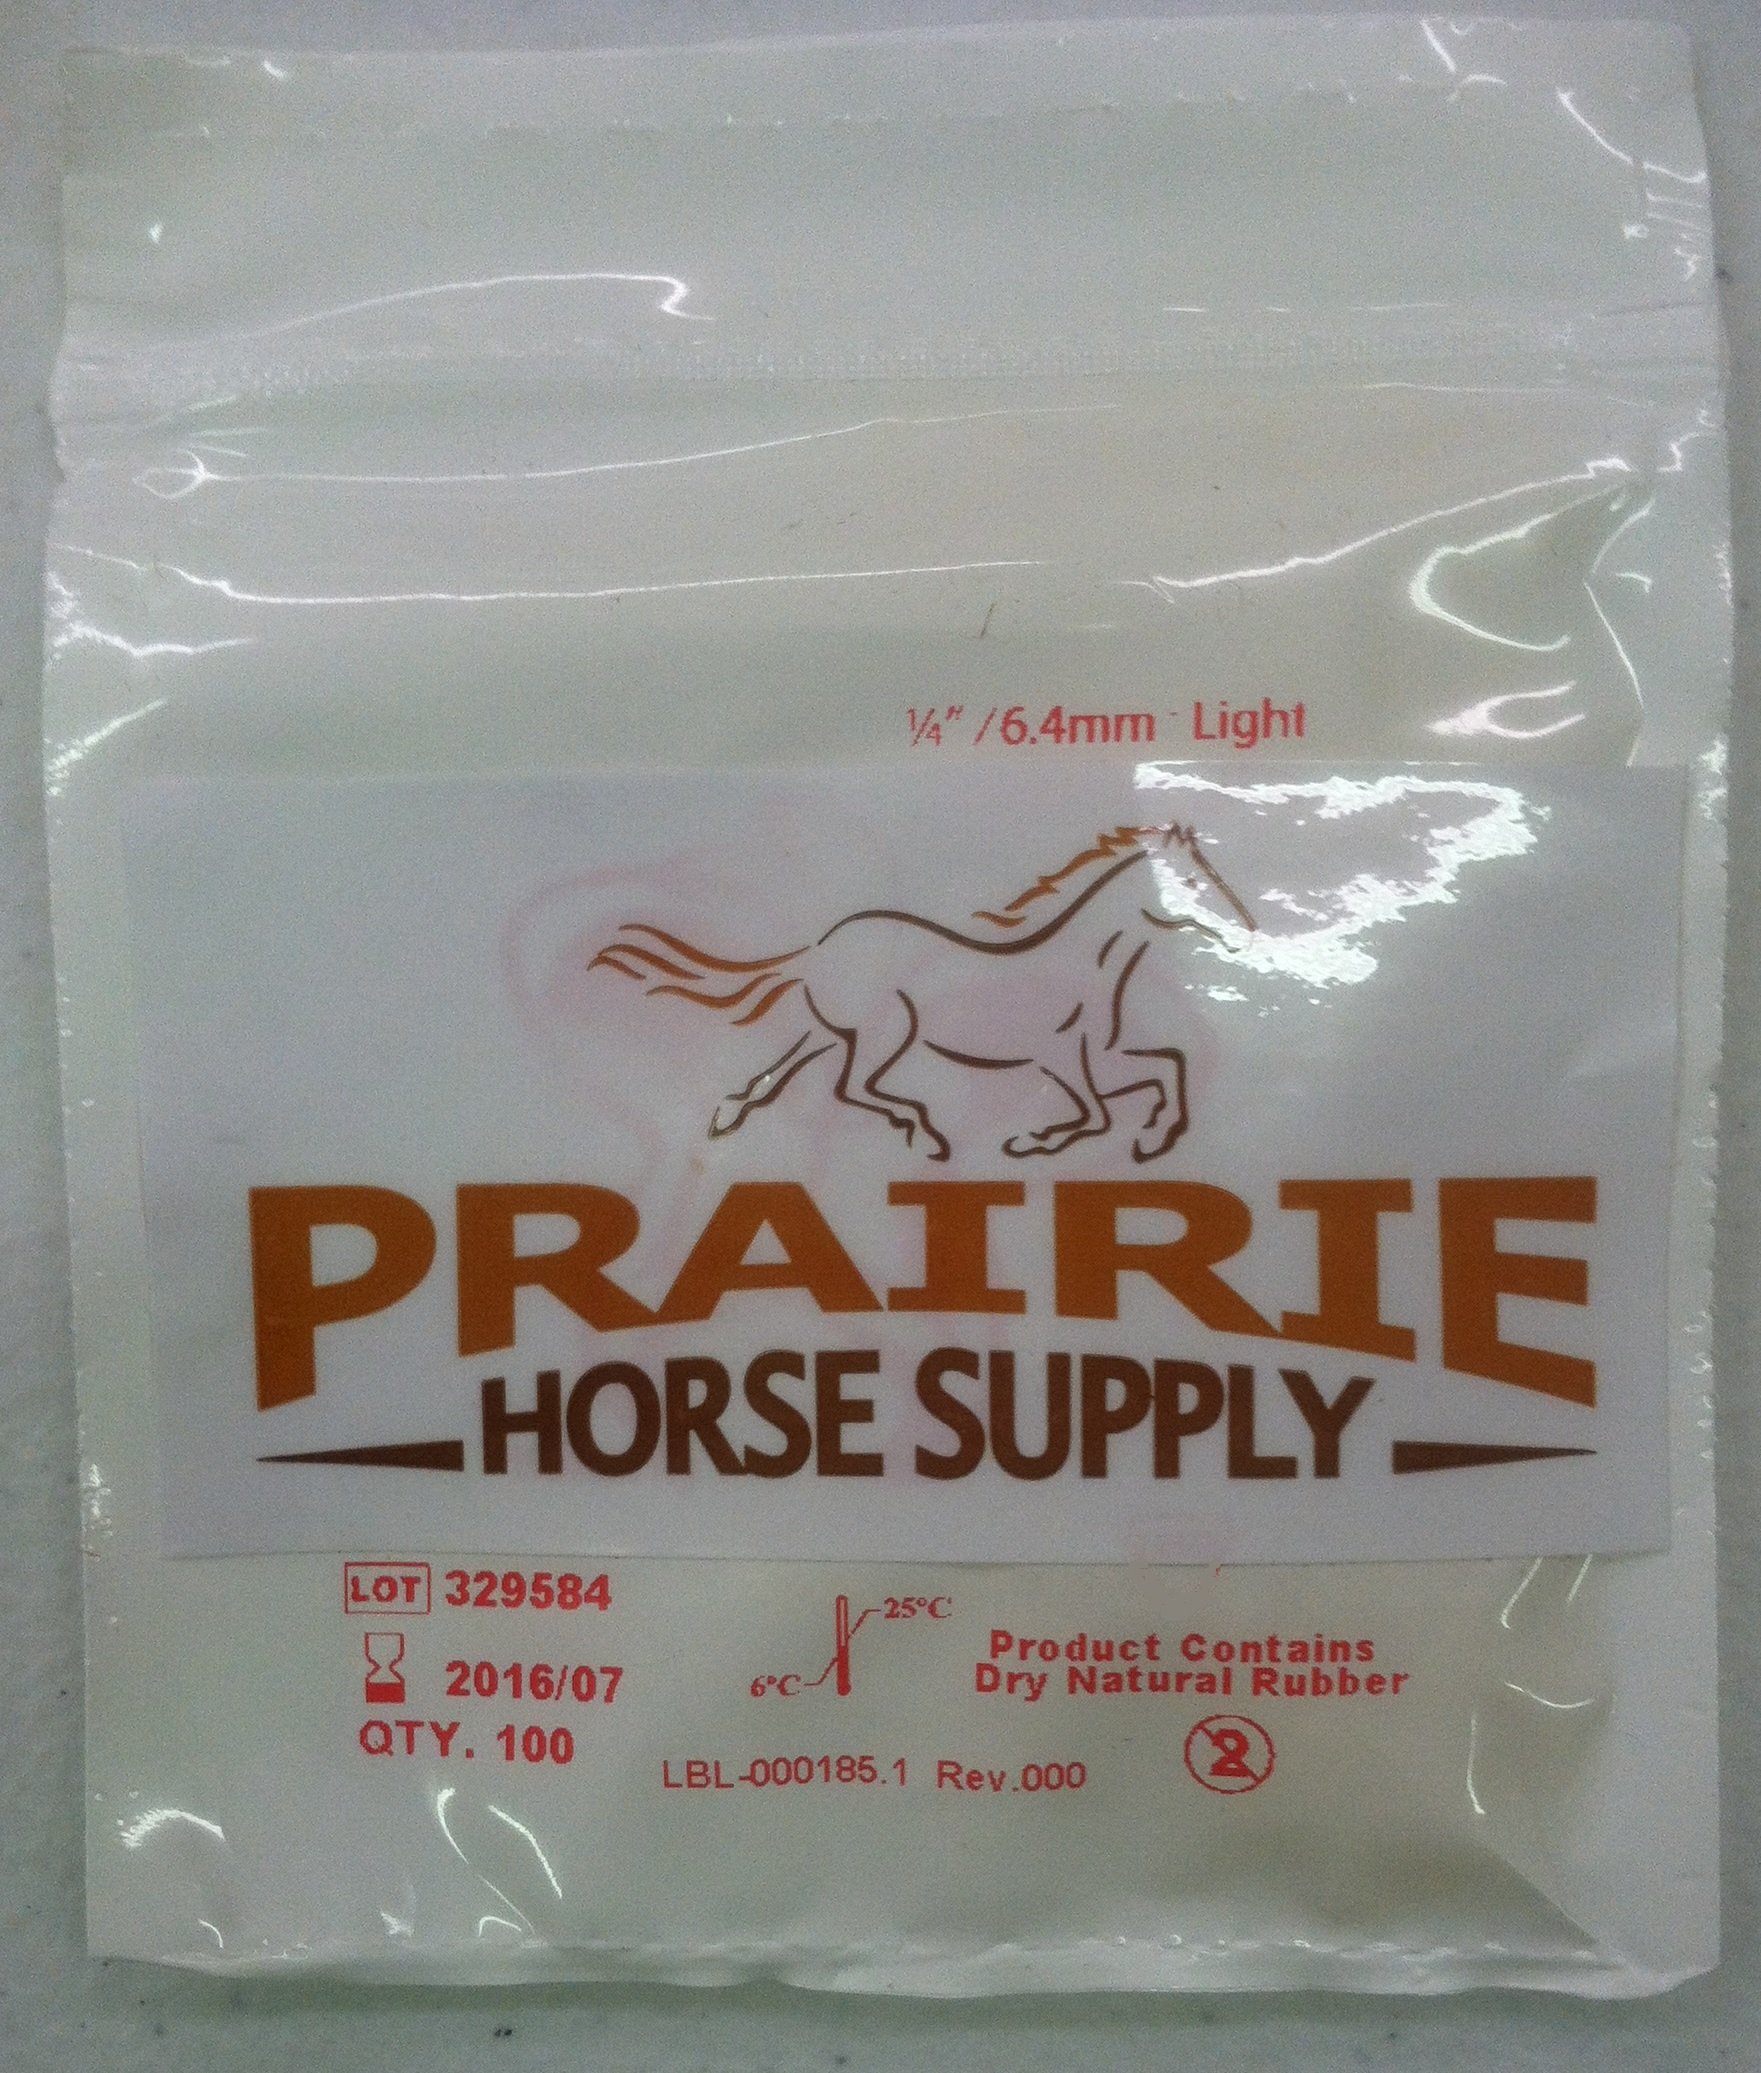 ¼" /6.4mm - Light
PRAIRIE
HORSE SUPPLY
LOT 329584
2016/07
QTY. 100
25°C
6°C
Product Contains
Dry Natural Rubber
2
LBL-000185.1 Rev.000